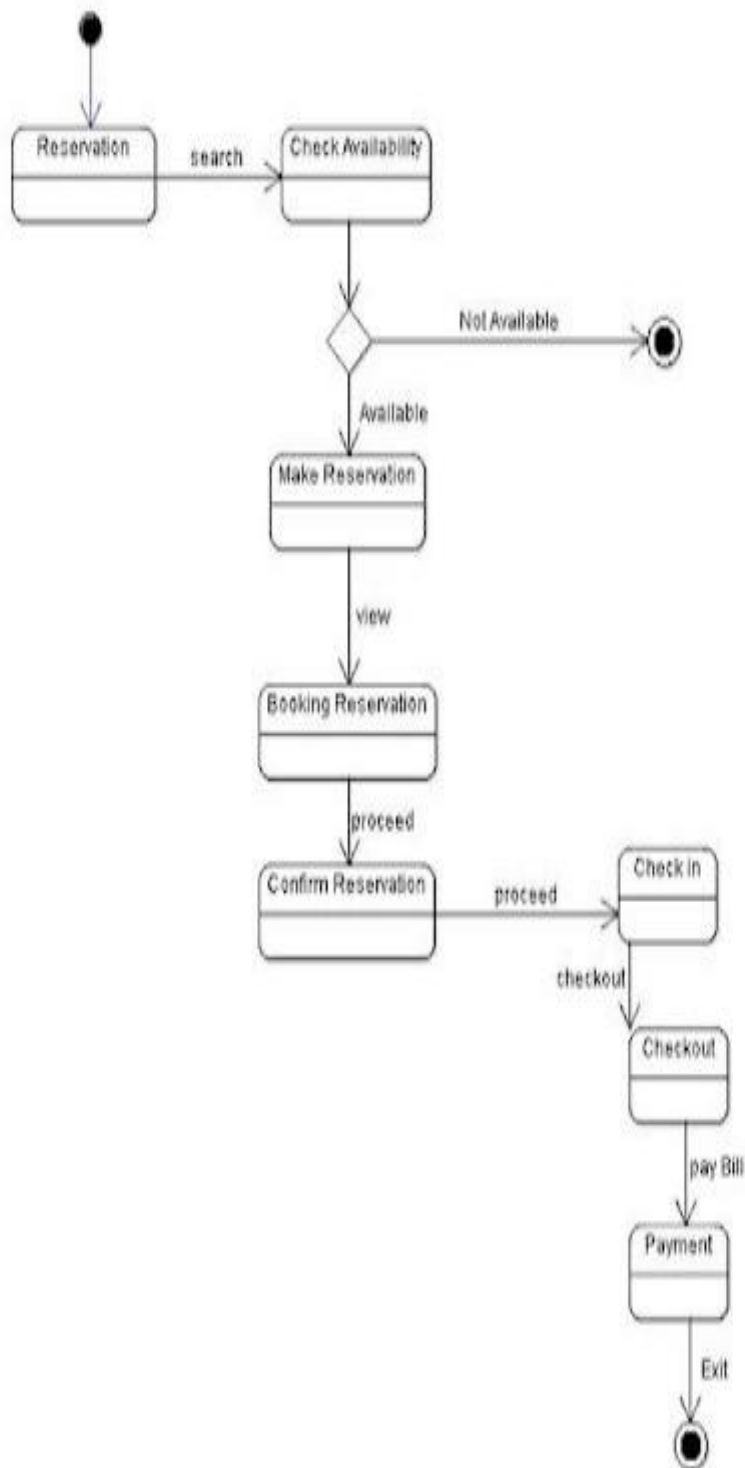 Reservation
search
Check Availability
Not Available
Available
Make Reservation
view
Booking Reservation
proceed
Confirm Reservation
proceed
Check In
checkout
Checkout
pay Bill
Payment
Exit